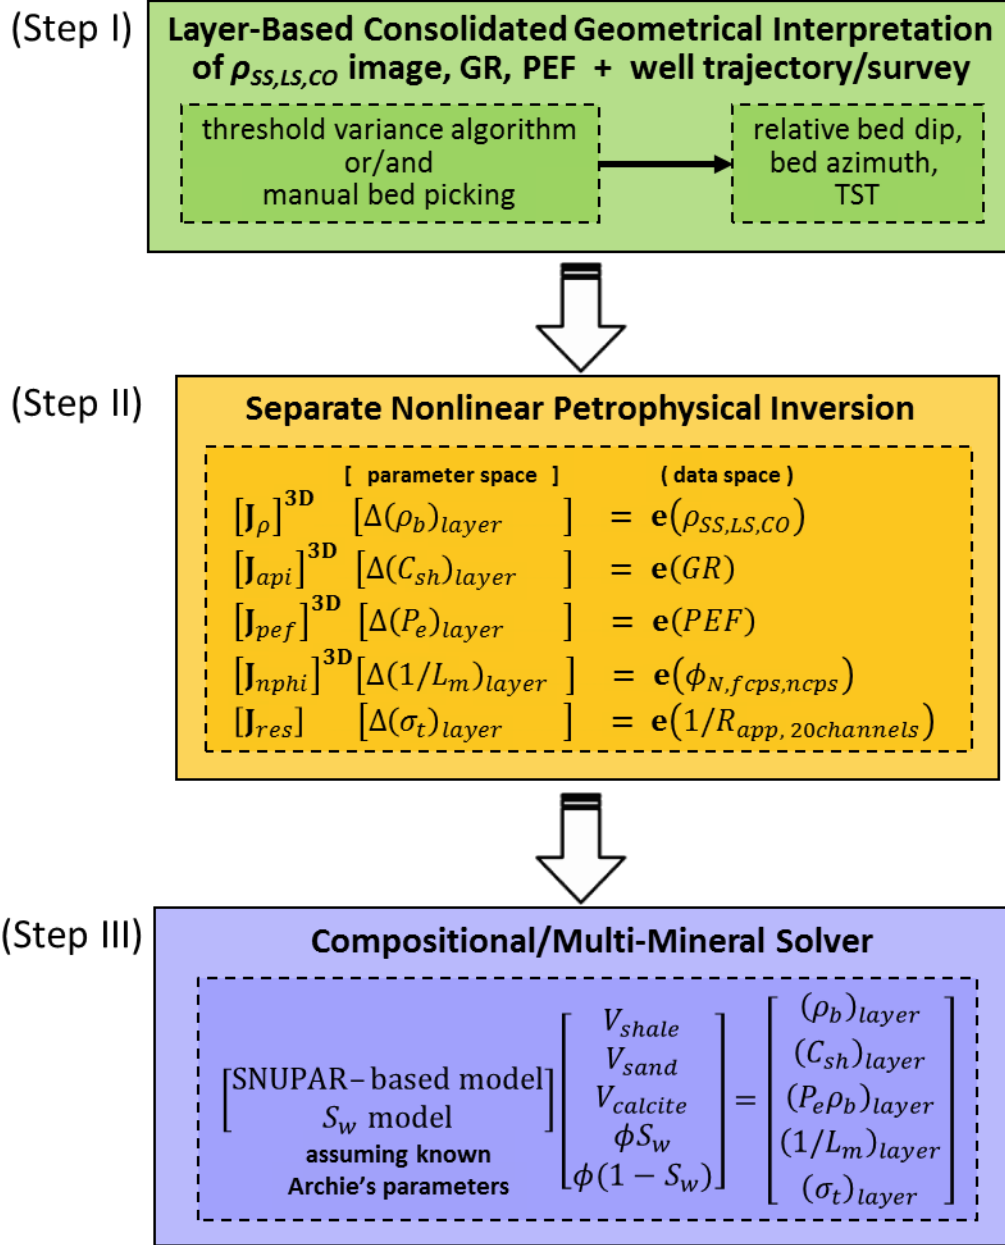 (Step I)
Layer-Based Consolidated Geometrical Interpretation
of ρSS,LS,CO image, GR, PEF + well trajectory/survey
threshold variance algorithm
or/and
manual bed picking
relative bed dip,
bed azimuth,
TST
(Step II)
Separate Nonlinear Petrophysical Inversion
[ parameter space ] ( data space )
[Jρ]^3D [Δ(ρb)layer ] = e(ρSS,LS,CO)
[Japi]^3D [Δ(Csh)layer ] = e(GR)
[Jpef]^3D [Δ(Pe)layer ] = e(PEF)
[Jnphi]^3D [Δ(1/Lm)layer ] = e(ϕN,fcps,ncps)
[Jres] [Δ(σt)layer ] = e(1/Rapp, 20channels)
(Step III)
Compositional/Multi-Mineral Solver
[SNUPAR–based model]
Sw model
assuming known
Archie's parameters
Vshale
Vsand
Vcalcite
ϕSw
ϕ(1 − Sw)
=
(ρb)layer
(Csh)layer
(Peρb)layer
(1/Lm)layer
(σt)layer